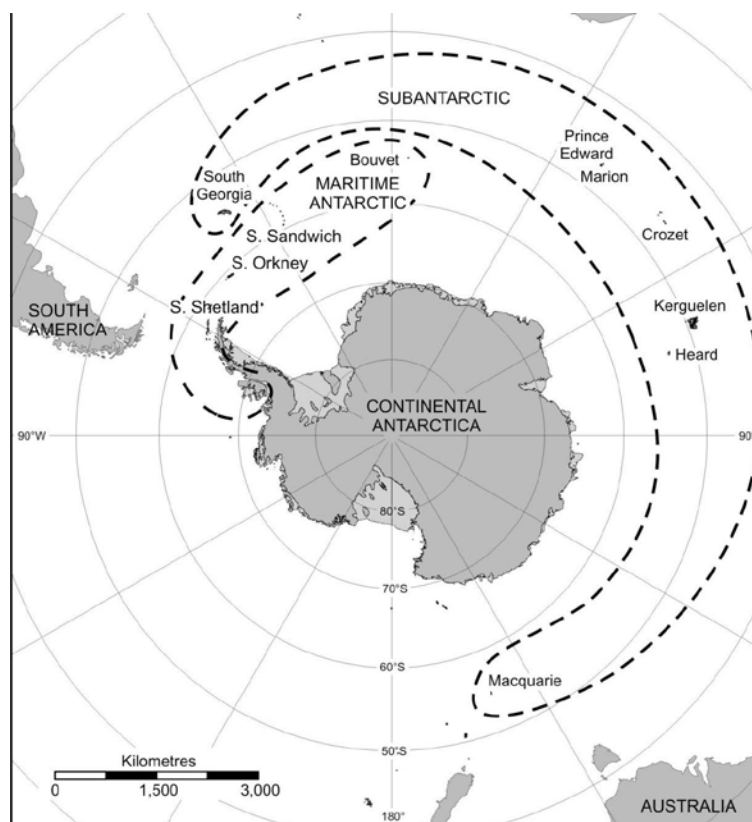 SUBANTARCTIC
Prince
Edward
Marion
Bouvet
MARITIME
ANTARCTIC
South
Georgia
S. Sandwich
Crozet
S. Orkney
S. Shetland
SOUTH
AMERICA
Kerguelen
Heard
CONTINENTAL
ANTARCTICA
90°W
90°
80°S
70°S
60°S
Macquarie
50°S
Kilometres
0 1,500 3,000
180°
AUSTRALIA